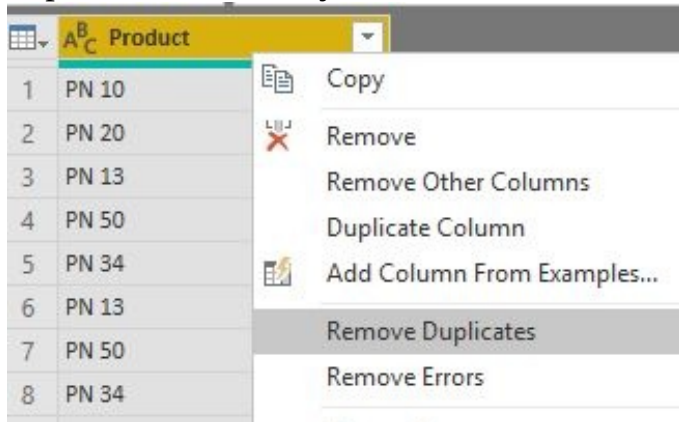 ABC Product
1 PN 10
2 PN 20
3 PN 13
4 PN 50
5 PN 34
6 PN 13
7 PN 50
8 PN 34
Copy
Remove
Remove Other Columns
Duplicate Column
Add Column From Examples...
Remove Duplicates
Remove Errors